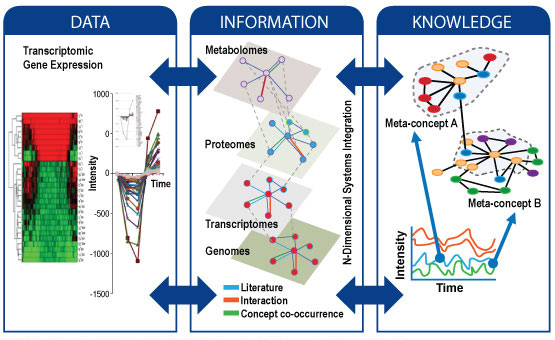 DATA
Transcriptomic
Gene Expression
1000
500
0
-500
-1000
-1500
Intensity
Time
INFORMATION
Metabolomes
Proteomes
Transcriptomes
Genomes
N-Dimensional Systems Integration
Literature
Interaction
Concept co-occurrence
KNOWLEDGE
Meta-concept A
Meta-concept B
Intensity
Time